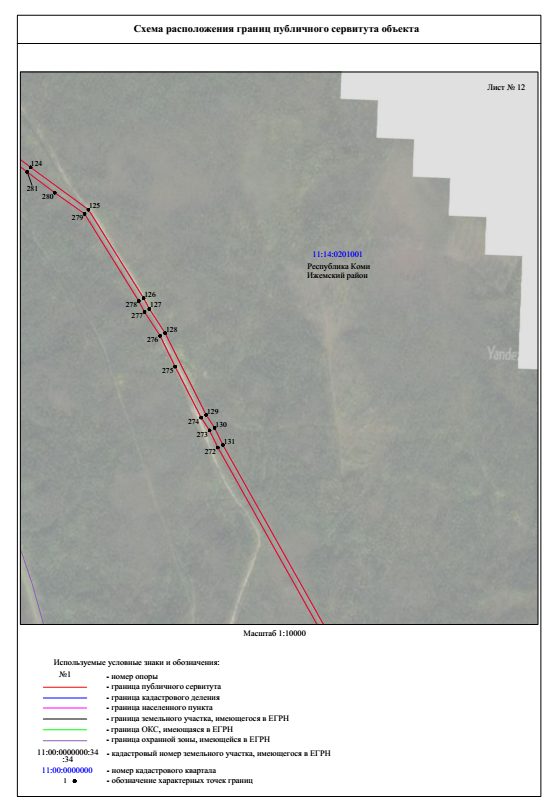 Схема расположения границ публичного сервитута объекта
Лист № 12
124
281
280
125
279
11:14:0201001
Республика Коми
Ижемский район
126
278
127
277
128
276
Yande
275
129
274
130
273
131
272
Масштаб 1:10000
Используемые условные знаки и обозначения:
№1 - номер опоры
- граница публичного сервитута
- граница кадастрового деления
- граница населенного пункта
- граница земельного участка, имеющегося в ЕГРН
- граница ОКС, имеющаяся в ЕГРН
- граница охранной зоны, имеющейся в ЕГРН
11:00:0000000:34 - кадастровый номер земельного участка, имеющегося в ЕГРН
:34
11:00:0000000 - номер кадастрового квартала
1 - обозначение характерных точек границ